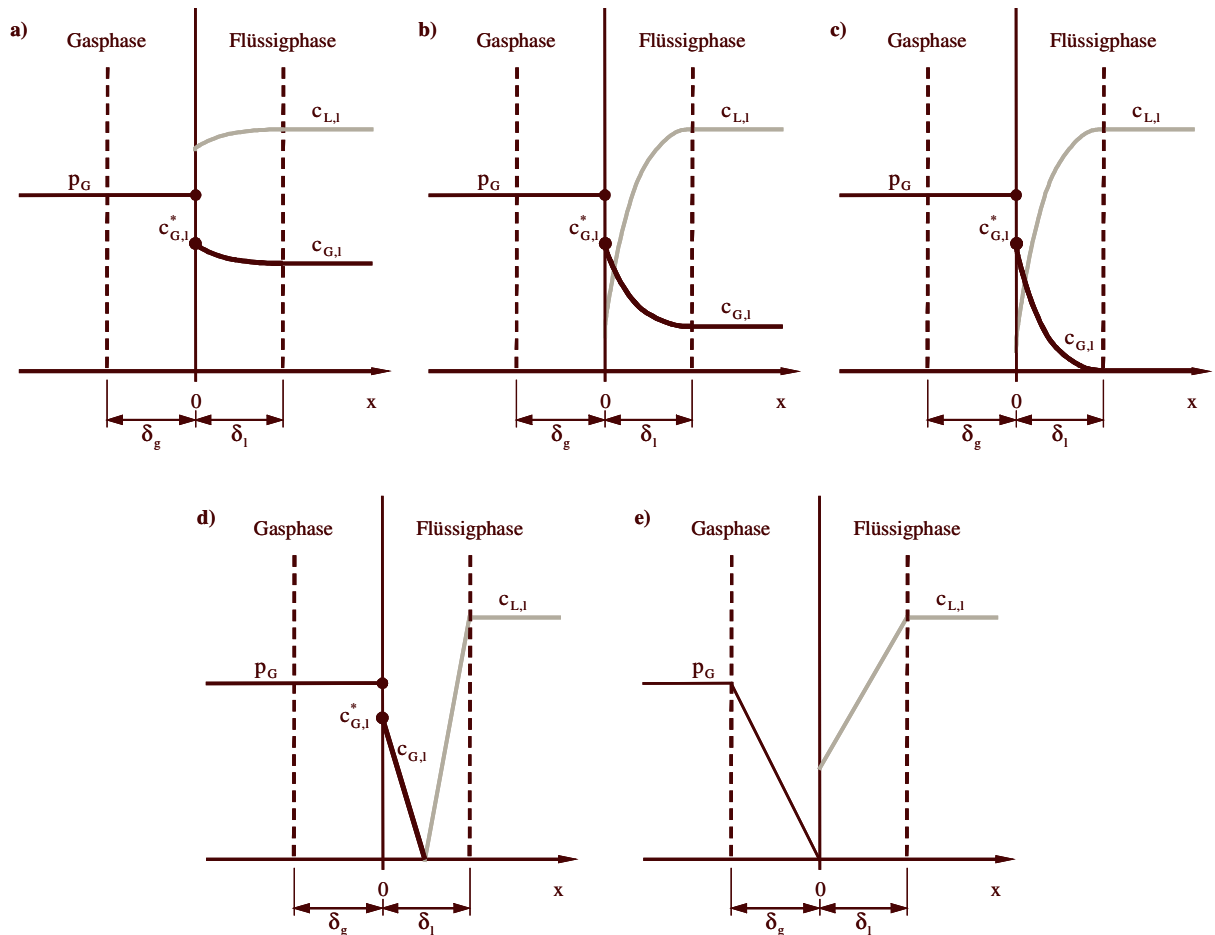 a)
Gasphase Flüssigphase
c_L,l
p_G
c*_G,l
c_G,l
0 x
δ_g δ_l
b)
Gasphase Flüssigphase
c_L,l
p_G
c*_G,l
c_G,l
0 x
δ_g δ_l
c)
Gasphase Flüssigphase
c_L,l
p_G
c*_G,l
c_G,l
0 x
δ_g δ_l
d)
Gasphase Flüssigphase
c_L,l
p_G
c*_G,l
c_G,l
0 x
δ_g δ_l
e)
Gasphase Flüssigphase
c_L,l
p_G
0 x
δ_g δ_l